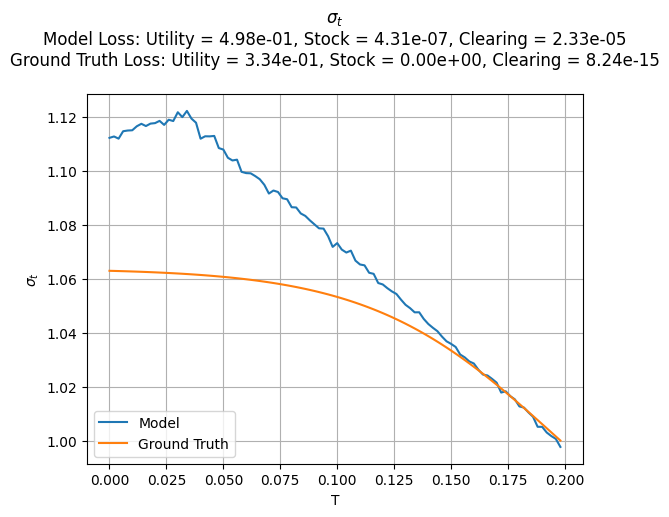 σt
Model Loss: Utility = 4.98e-01, Stock = 4.31e-07, Clearing = 2.33e-05
Ground Truth Loss: Utility = 3.34e-01, Stock = 0.00e+00, Clearing = 8.24e-15
1.12
1.10
1.08
1.06
1.04
1.02
1.00
σt
Model
Ground Truth
0.000 0.025 0.050 0.075 0.100 0.125 0.150 0.175 0.200
T